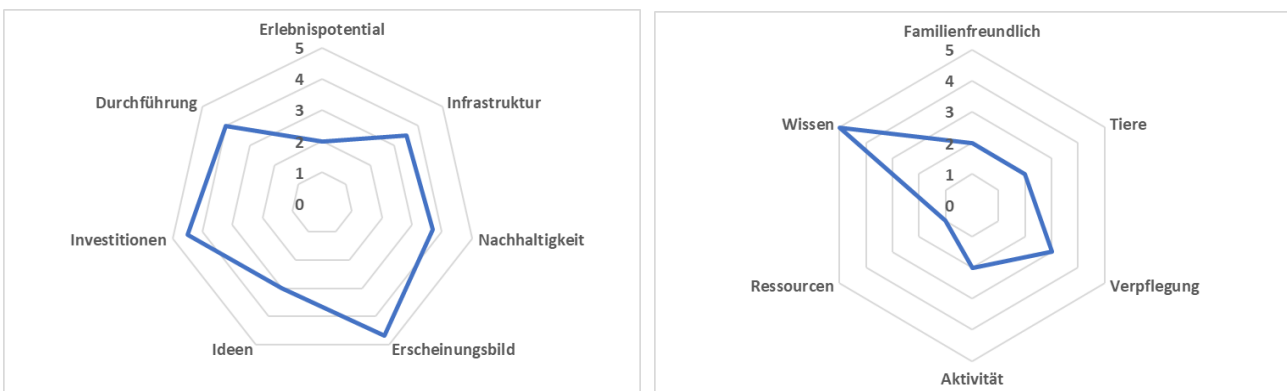 Erlebnispotential
5
4
3
2
1
0
Infrastruktur
Nachhaltigkeit
Erscheinungsbild
Ideen
Investitionen
Durchführung
Familienfreundlich
5
4
3
2
1
0
Tiere
Verpflegung
Aktivität
Ressourcen
Wissen